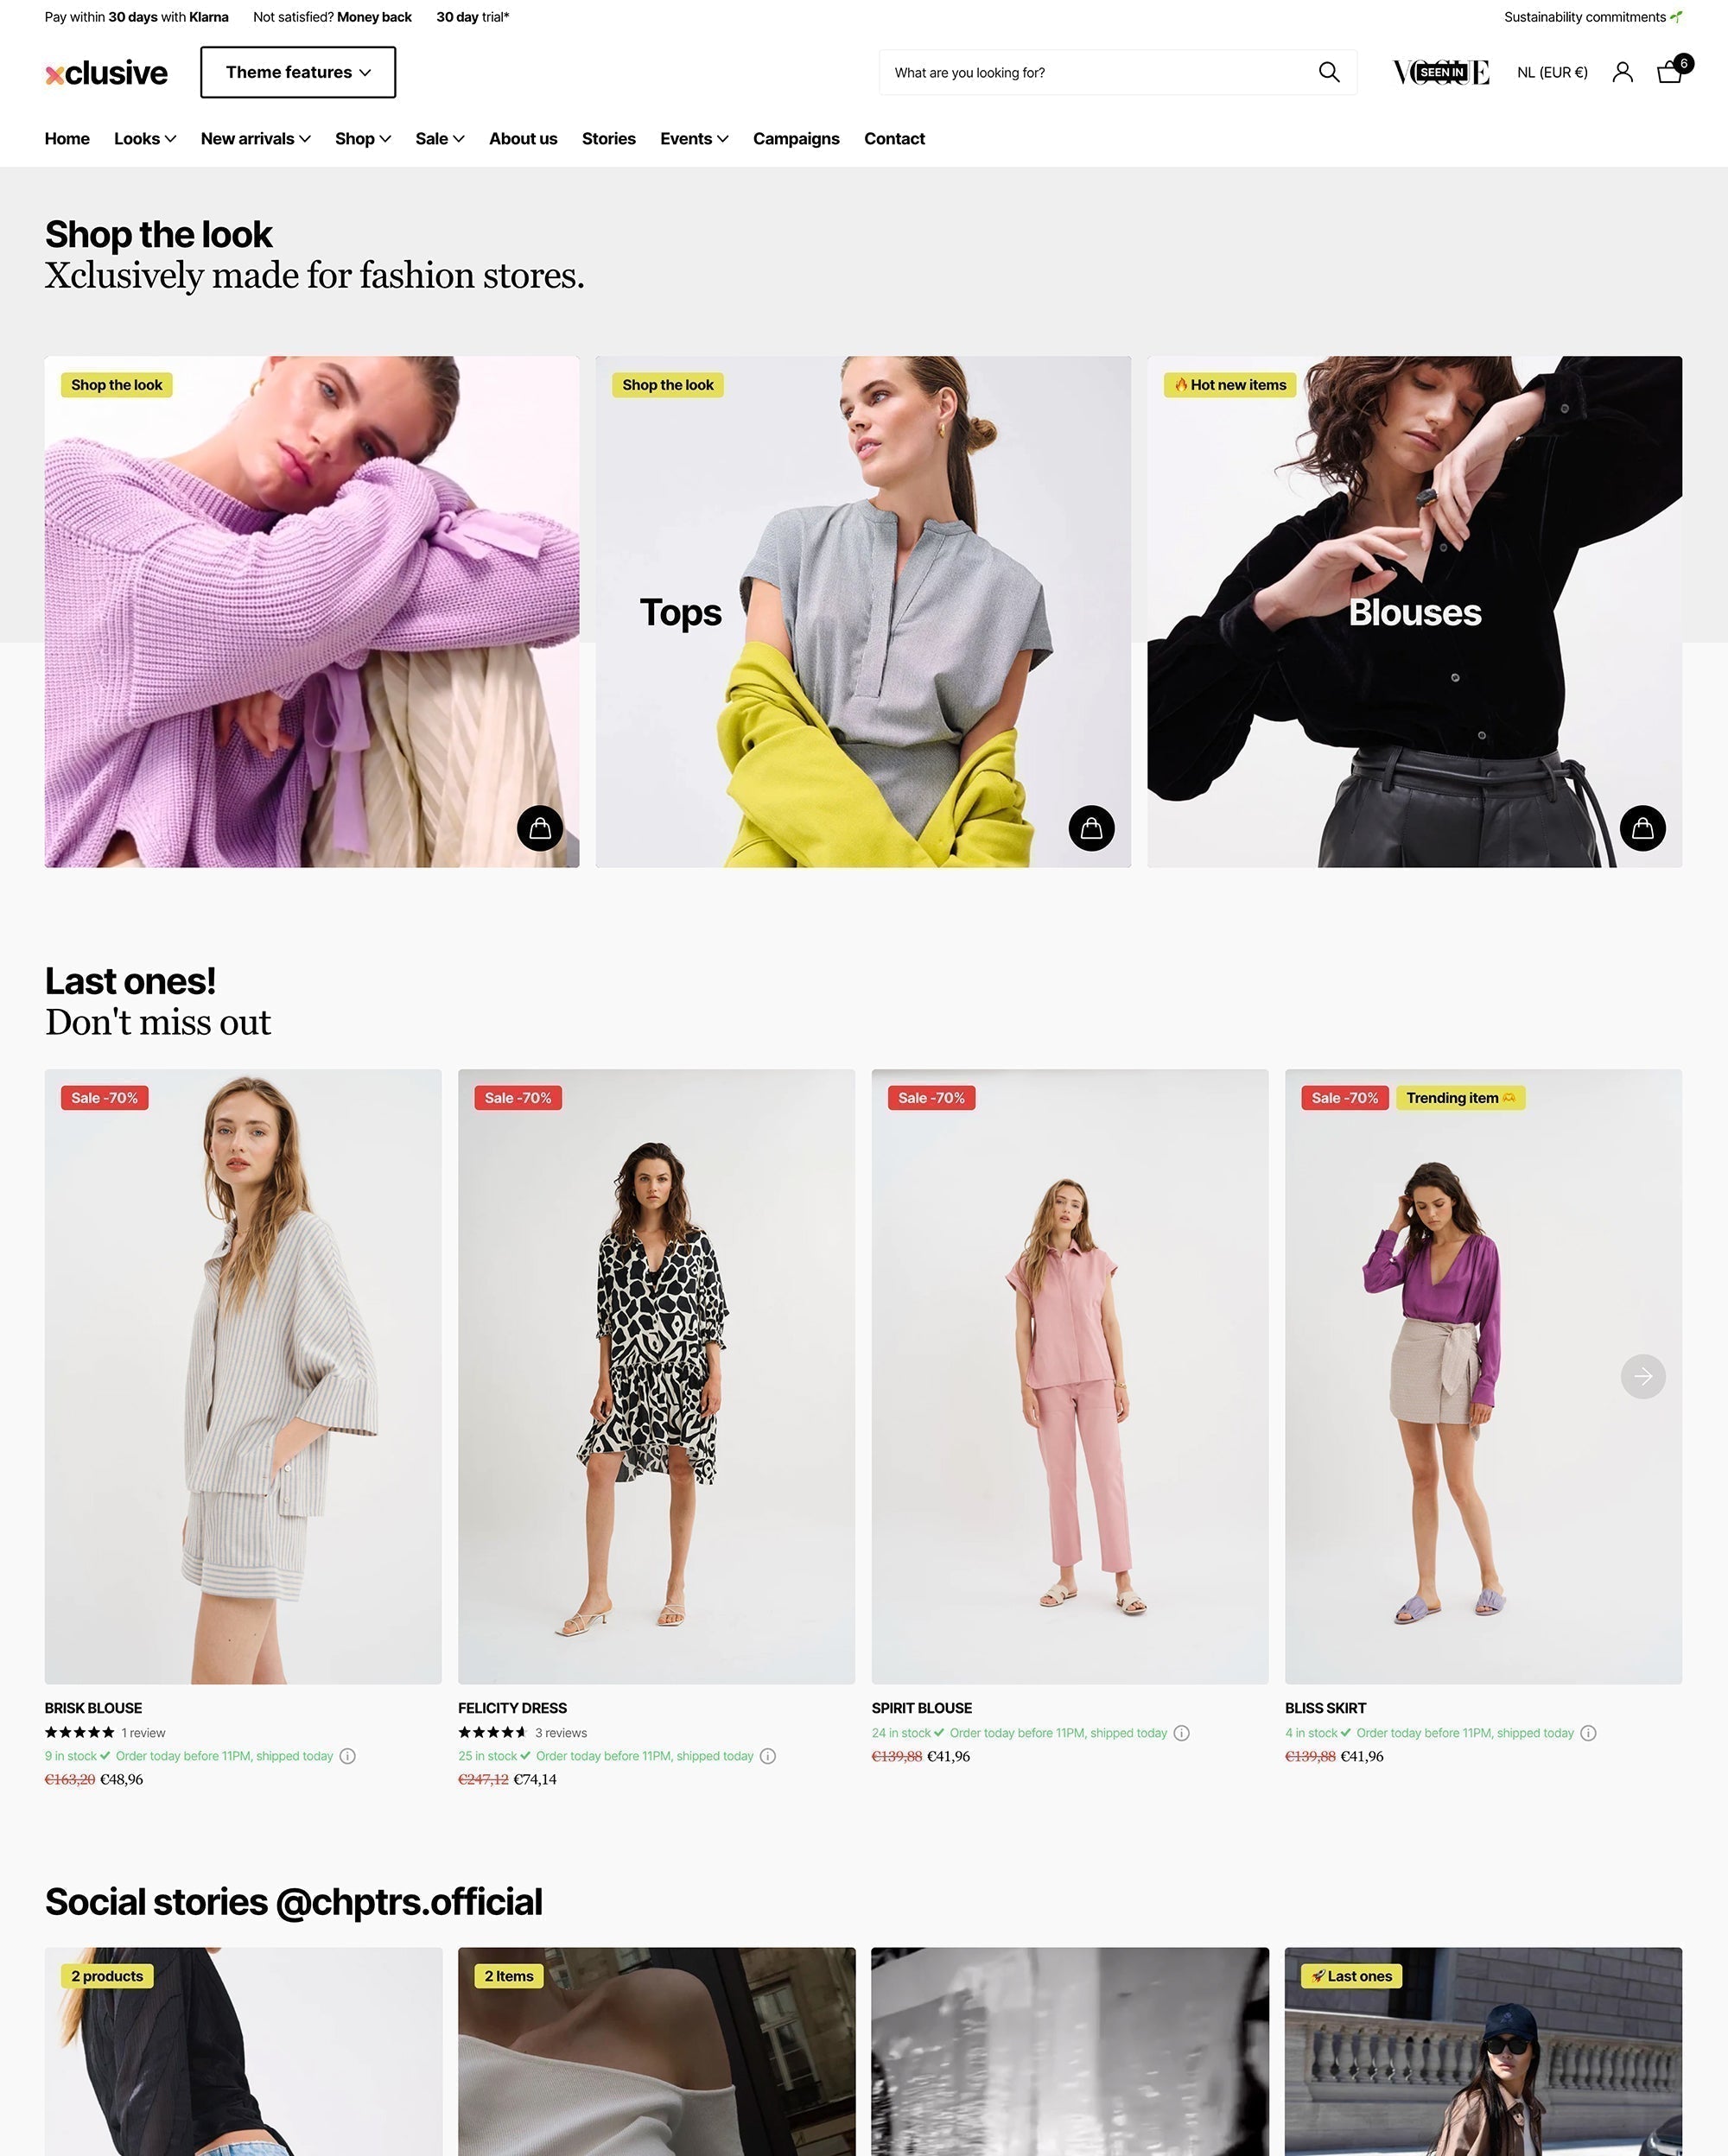 Pay within 30 days with Klarna
Not satisfied? Money back
30 day trial*
Sustainability commitments
xclusive
Theme features
What are you looking for?
VOGUE
SEEN IN
NL (EUR €)
6
Home
Looks
New arrivals
Shop
Sale
About us
Stories
Events
Campaigns
Contact
Shop the look
Xclusively made for fashion stores.
Shop the look
Shop the look
🔥 Hot new items
Tops
Blouses
Last ones!
Don't miss out
Sale -70%
Sale -70%
Sale -70%
Sale -70%
Trending item
BRISK BLOUSE
1 review
9 in stock ✔ Order today before 11PM, shipped today
€163,20 €48,96
FELICITY DRESS
3 reviews
25 in stock ✔ Order today before 11PM, shipped today
€247,12 €74,14
SPIRIT BLOUSE
24 in stock ✔ Order today before 11PM, shipped today
€139,88 €41,96
BLISS SKIRT
4 in stock ✔ Order today before 11PM, shipped today
€139,88 €41,96
Social stories @chptrs.official
2 products
2 Items
🚀 Last ones